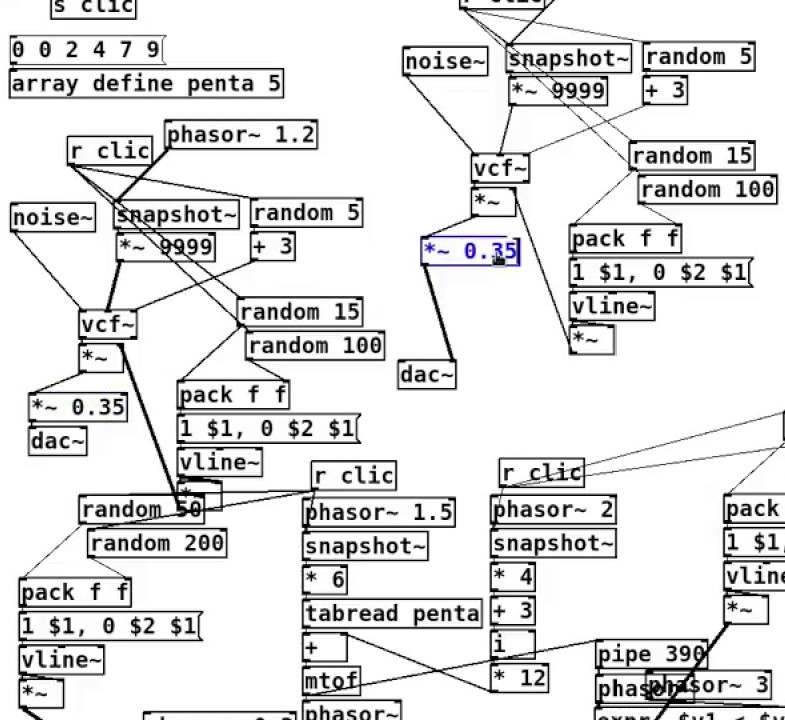 s clic
0 0 2 4 7 9
array define penta 5
r clic
phasor~ 1.2
noise~
snapshot~
random 5
*~ 9999
+ 3
random 15
vcf~
random 100
*~
pack f f
*~ 0.35
1 $1, 0 $2 $1
dac~
vline~
random 50
random 200
pack f f
1 $1, 0 $2 $1
vline~
*~
noise~
snapshot~
random 5
*~ 9999
+ 3
random 15
vcf~
random 100
*~
pack f f
*~ 0.35
1 $1, 0 $2 $1
vline~
*~
dac~
r clic
phasor~ 1.5
snapshot~
* 6
tabread penta
+
mtof
phasor~
r clic
phasor~ 2
snapshot~
* 4
+ 3
i
* 12
pack
1 $1,
*~
pipe 390
phasor~ 3